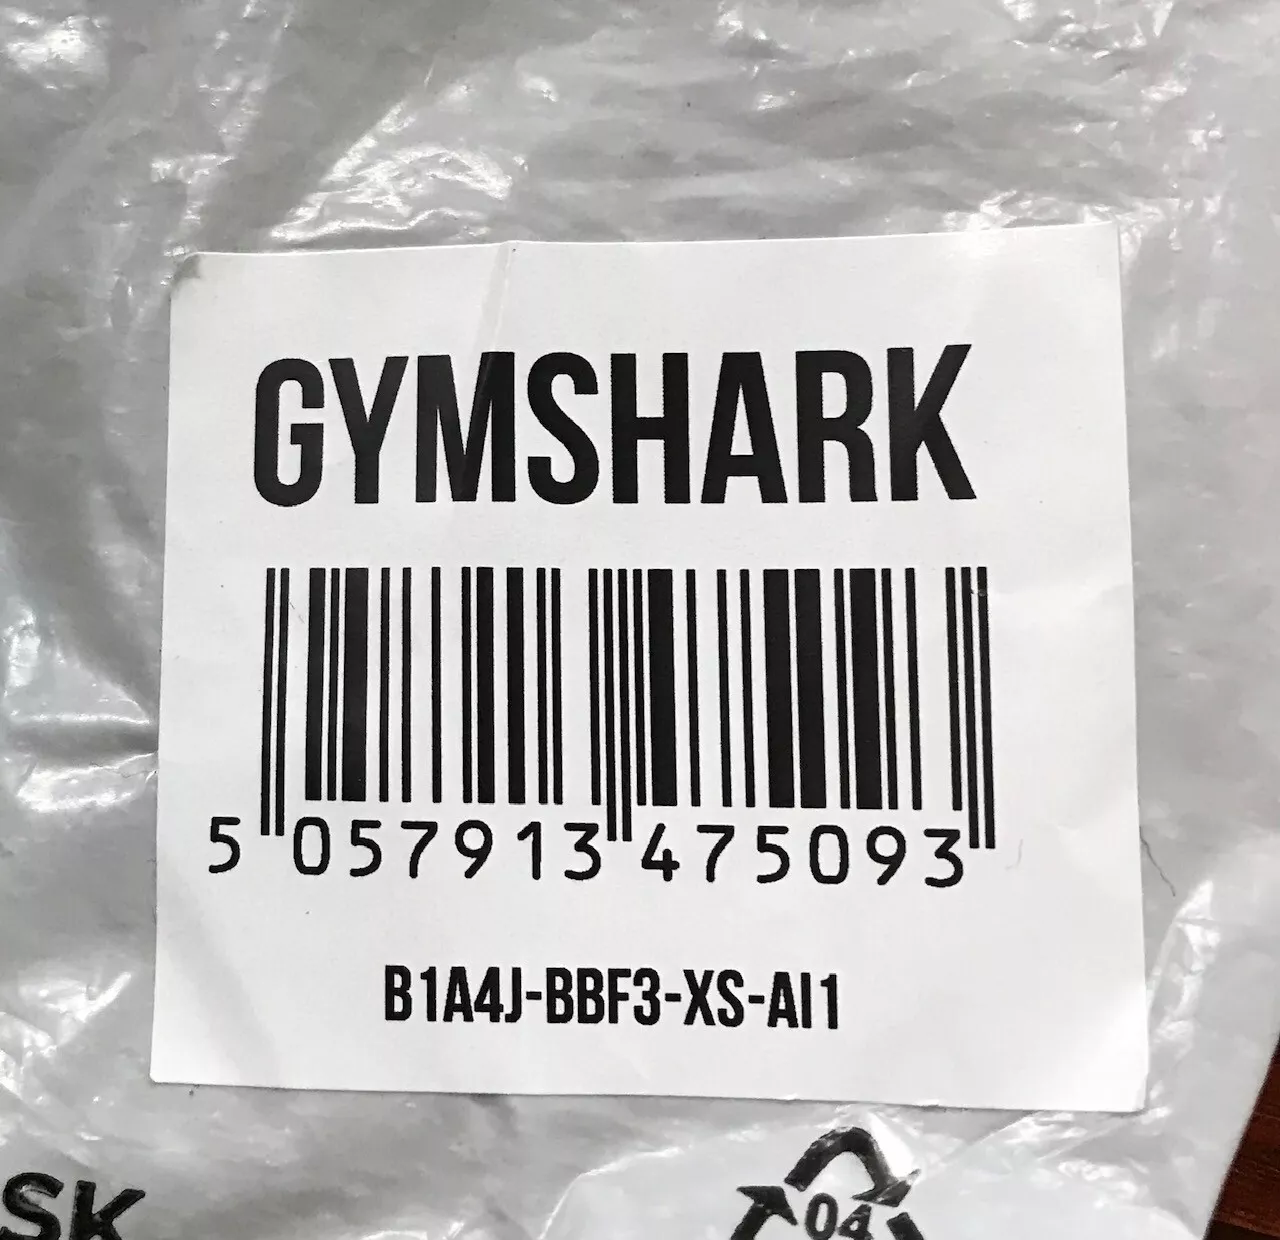 GYMSHARK
5 057913 475093
B1A4J-BBF3-XS-AI1
SK
04